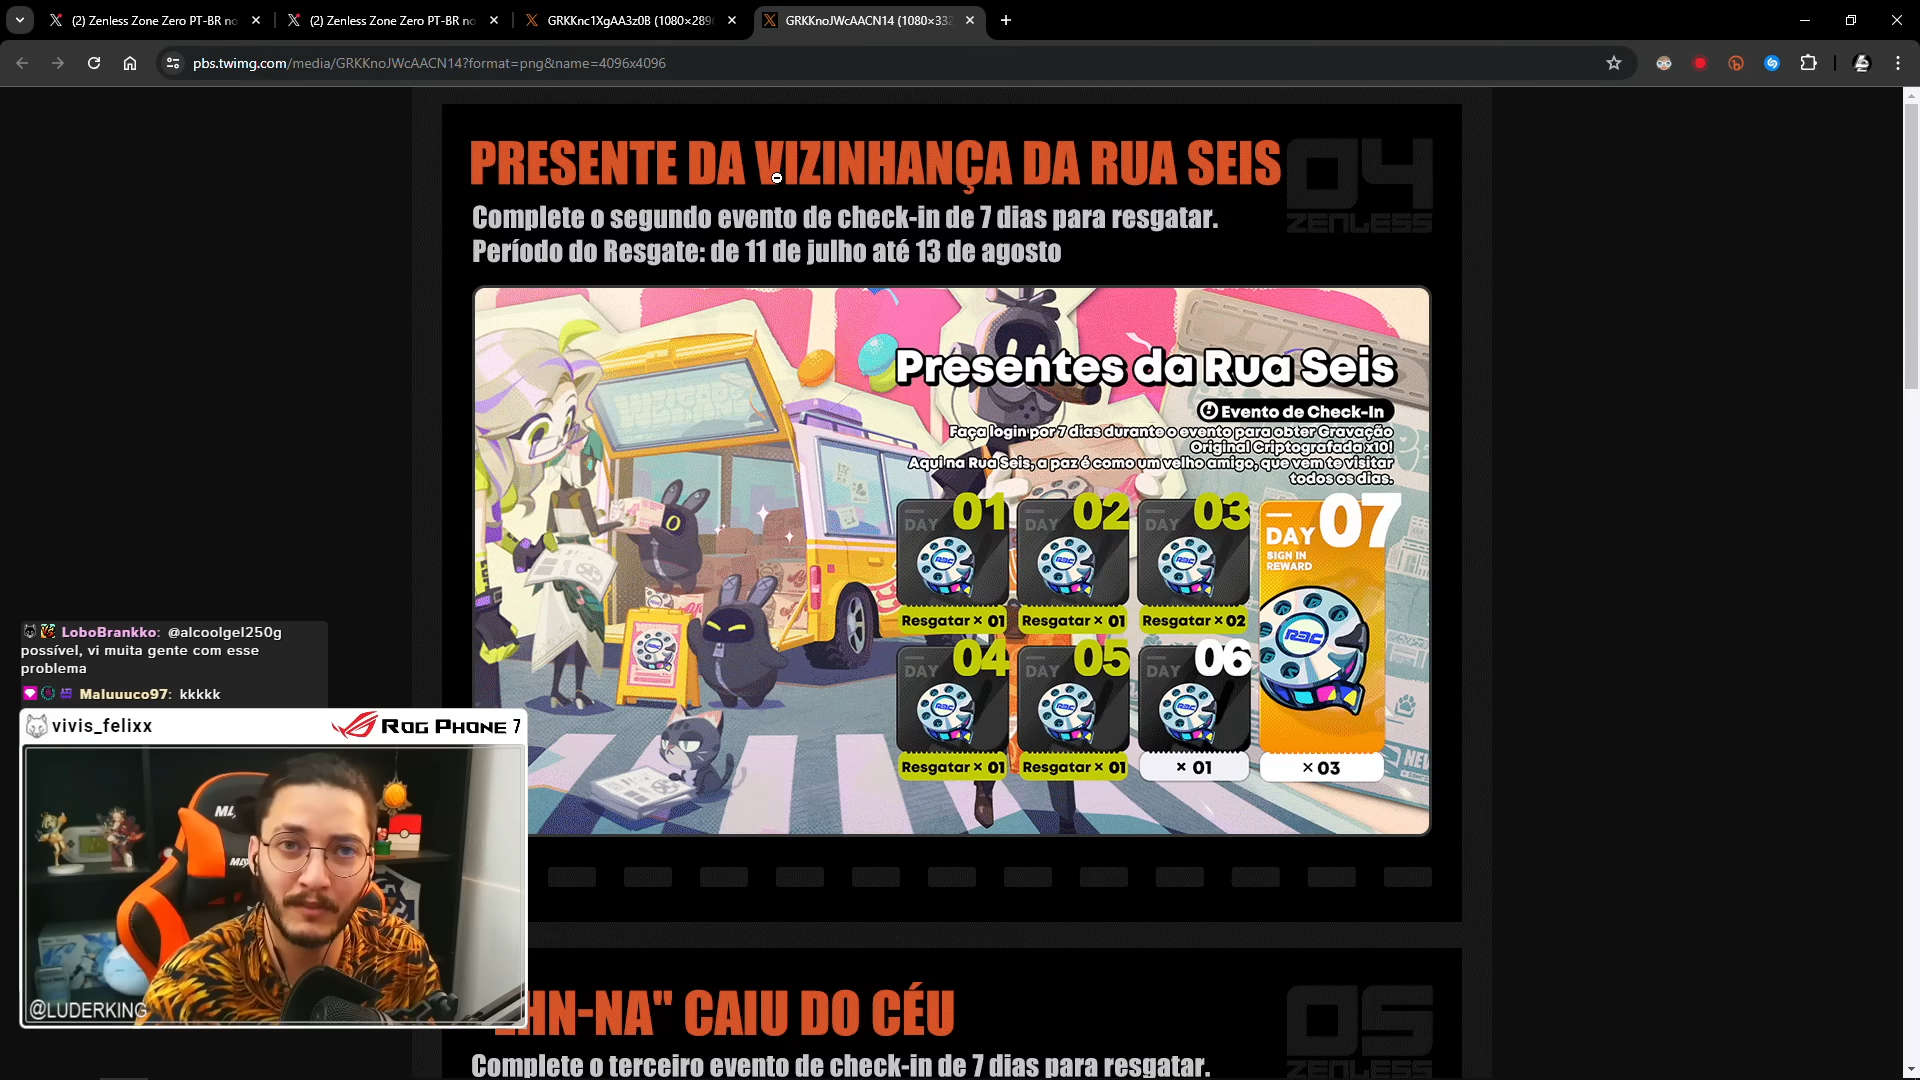 (2) Zenless Zone Zero PT-BR no
(2) Zenless Zone Zero PT-BR no
GRKKnc1XgAA3z0B (1080×289
GRKKnoJWcAACN14 (1080×332
pbs.twimg.com/media/GRKKnoJWcAACN14?format=png&name=4096x4096
PRESENTE DA VIZINHANÇA DA RUA SEIS
04
ZENLESS
Complete o segundo evento de check-in de 7 dias para resgatar.
Período do Resgate: de 11 de julho até 13 de agosto
Presentes da Rua Seis
Evento de Check-In
Faça login por 7 dias durante o evento para obter Gravação
Original Criptografada x10!
Aqui na Rua Seis, a paz é como um velho amigo, que vem te visitar
todos os dias.
DAY 01
DAY 02
DAY 03
DAY 07
SIGN IN
REWARD
Resgatar × 01
Resgatar × 01
Resgatar × 02
DAY 04
DAY 05
DAY 06
Resgatar × 01
Resgatar × 01
× 01
× 03
LoboBrankko: @alcoolgel250g
possível, vi muita gente com esse
problema
Maluuuco97: kkkkk
vivis_felixx
ROG PHONE 7
@LUDERKING
HN-NA" CAIU DO CÉU
05
ZENLESS
Complete o terceiro evento de check-in de 7 dias para resgatar.